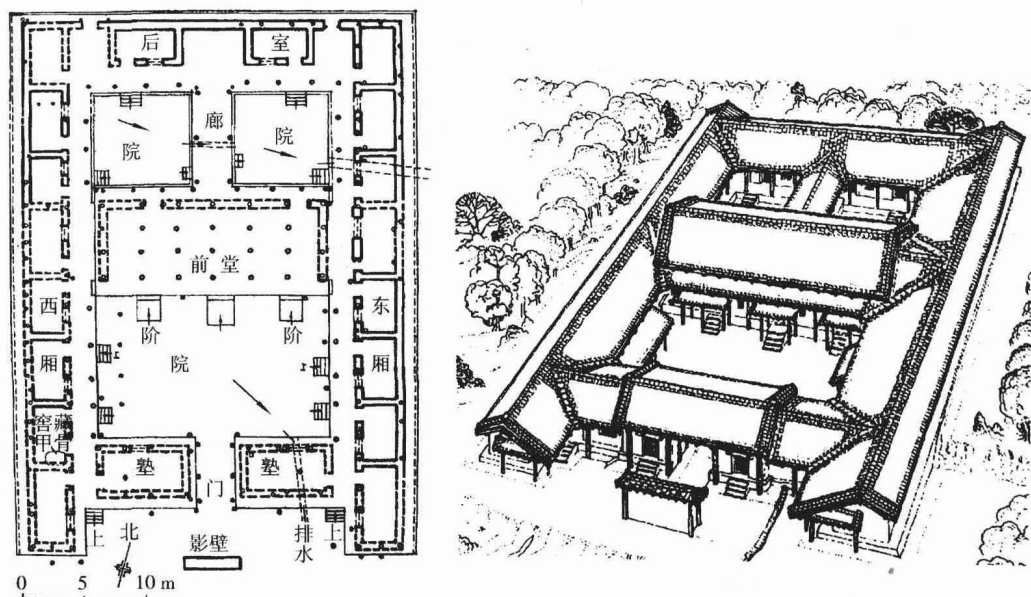 后 室
廊
院 院
前堂
西 东
阶 阶
院
厢 厢
窖藏
甲骨
塾 塾
门
上 上
北
影壁
排水
0 5 10 m